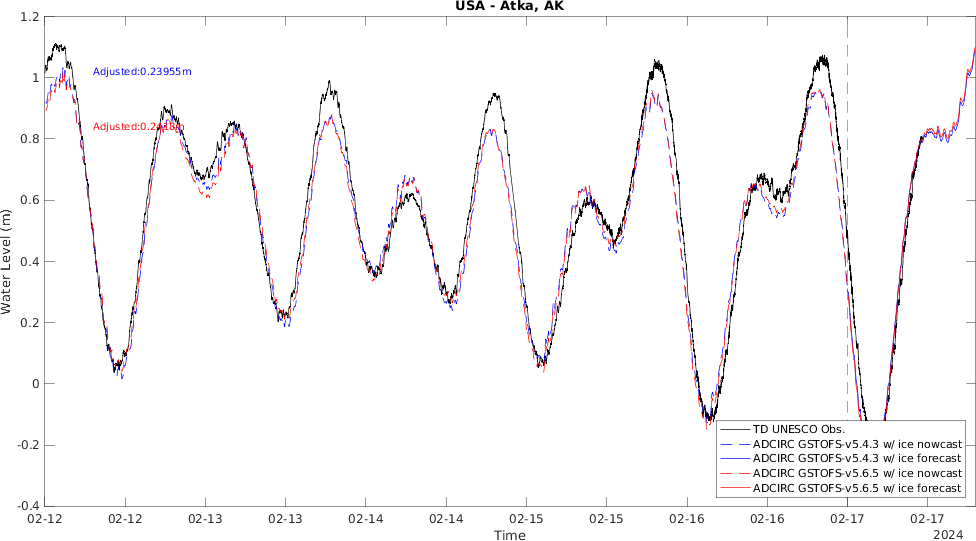 USA - Atka, AK
1.2
1
0.8
0.6
0.4
0.2
0
-0.2
-0.4
Water Level (m)
Adjusted:0.23955m
TD UNESCO Obs.
ADCIRC GSTOFS-v5.4.3 w/ ice nowcast
ADCIRC GSTOFS-v5.4.3 w/ ice forecast
ADCIRC GSTOFS-v5.6.5 w/ ice nowcast
ADCIRC GSTOFS-v5.6.5 w/ ice forecast
02-12 02-12 02-13 02-13 02-14 02-14 02-15 02-15 02-16 02-16 02-17 02-17
Time
2024